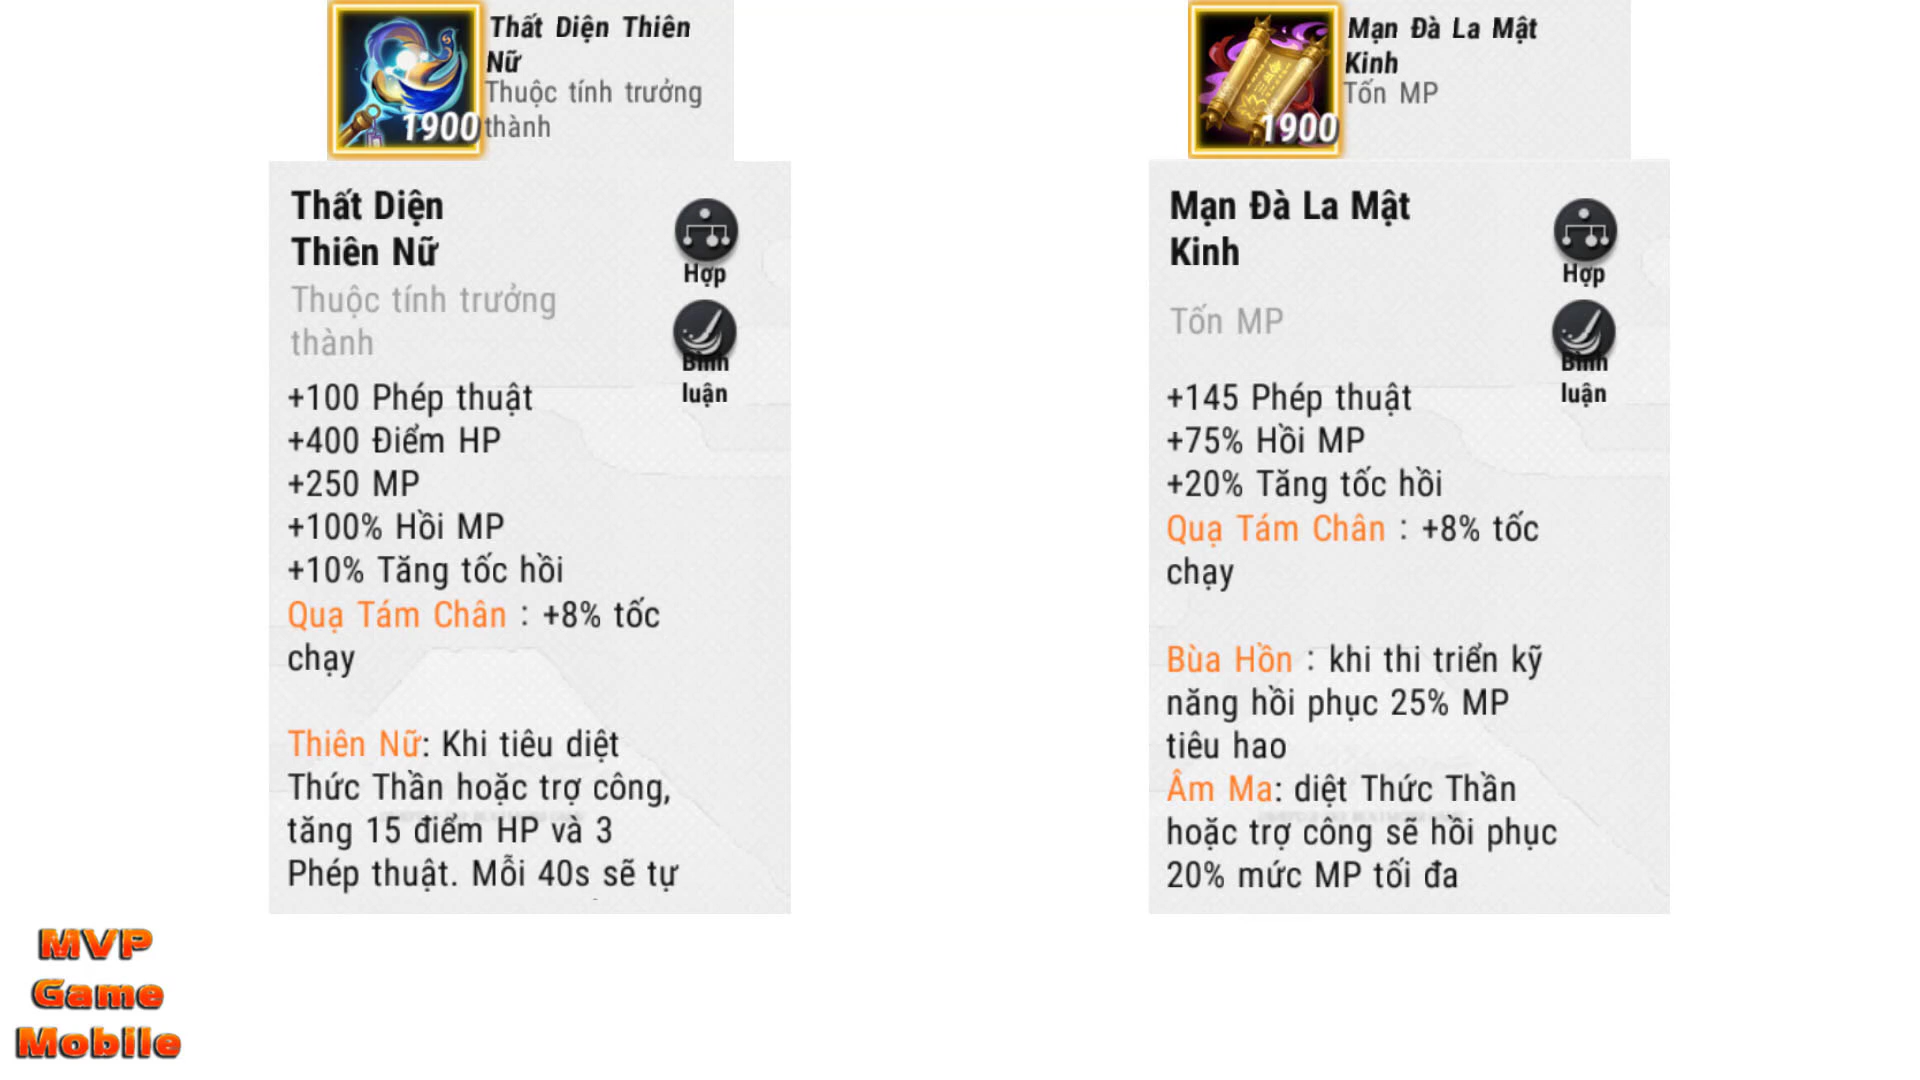 Thất Diện Thiên
Nữ
Thuộc tính trưởng
thành
1900
Thất Diện
Thiên Nữ
Thuộc tính trưởng
thành
Hợp
Bình
luận
+100 Phép thuật
+400 Điểm HP
+250 MP
+100% Hồi MP
+10% Tăng tốc hồi
Quạ Tám Chân : +8% tốc
chạy
Thiên Nữ: Khi tiêu diệt
Thức Thần hoặc trợ công,
tăng 15 điểm HP và 3
Phép thuật. Mỗi 40s sẽ tự
Mạn Đà La Mật
Kinh
Tốn MP
1900
Mạn Đà La Mật
Kinh
Tốn MP
Hợp
Bình
luận
+145 Phép thuật
+75% Hồi MP
+20% Tăng tốc hồi
Quạ Tám Chân : +8% tốc
chạy
Bùa Hồn : khi thi triển kỹ
năng hồi phục 25% MP
tiêu hao
Âm Ma: diệt Thức Thần
hoặc trợ công sẽ hồi phục
20% mức MP tối đa
MVP
Game
Mobile